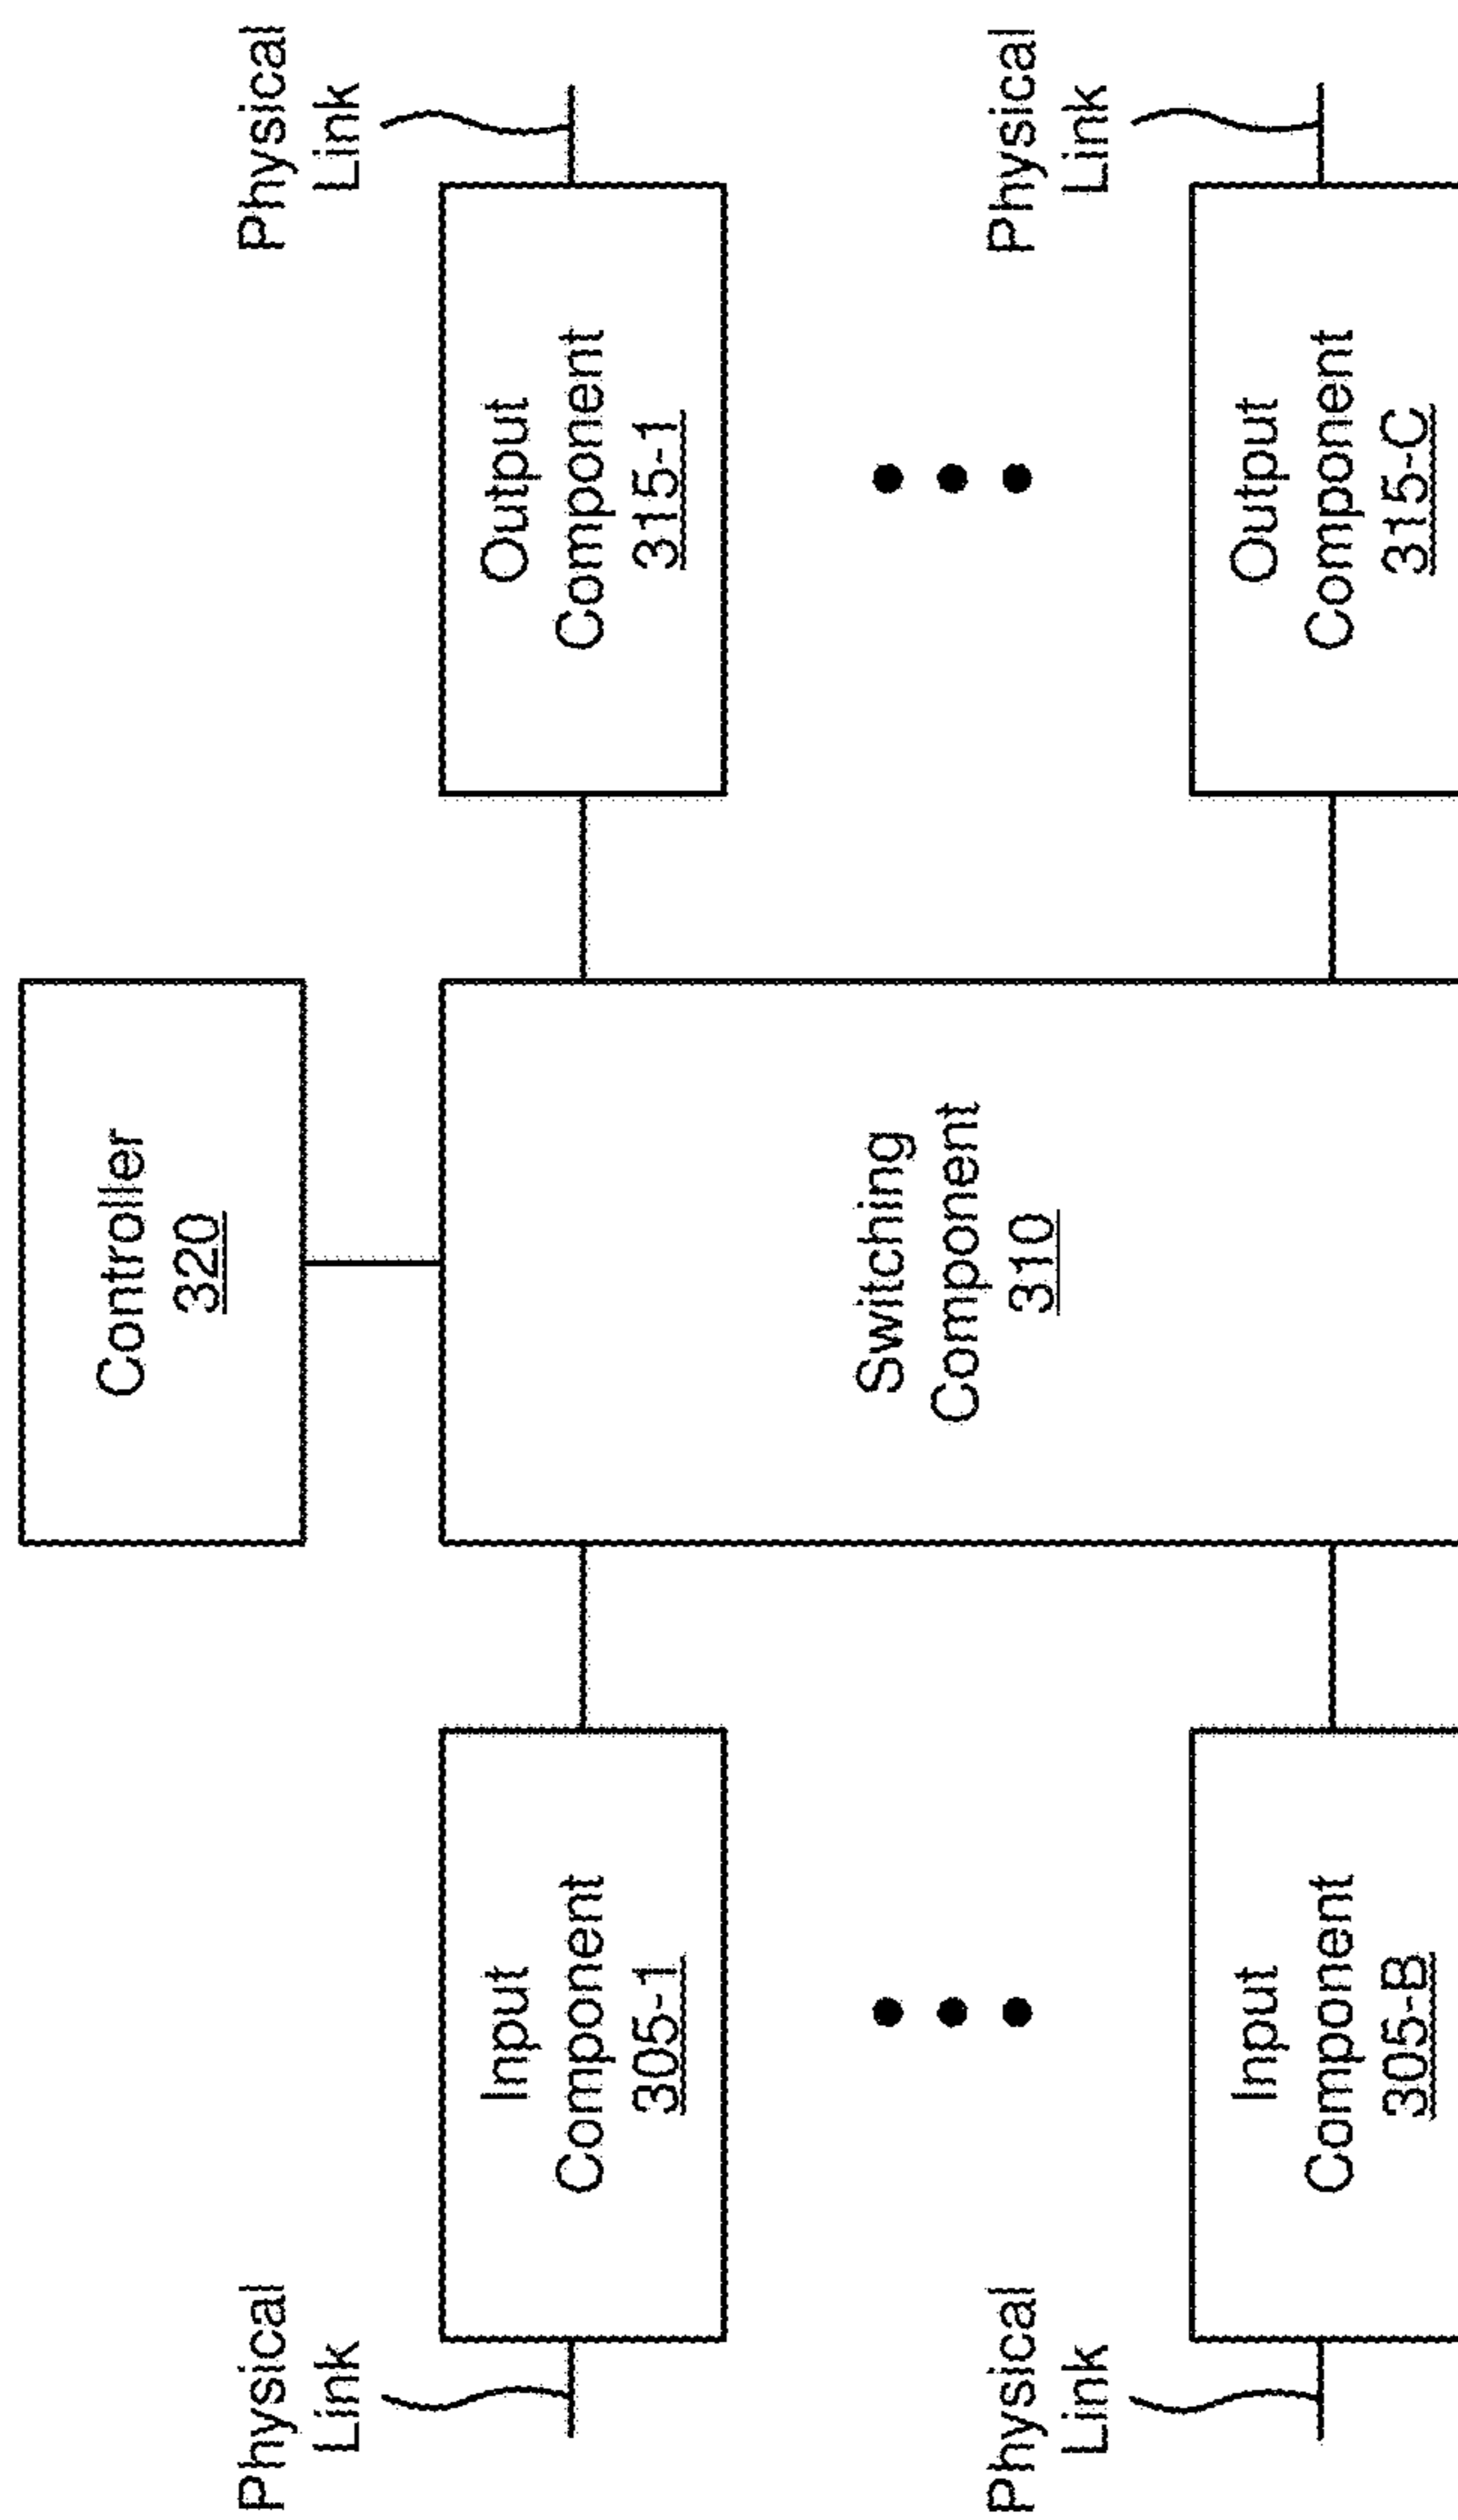 Controller
320
Physical
Link
Input
Component
305-1
Switching
Component
310
Output
Component
315-1
Physical
Link
Physical
Link
Input
Component
305-B
Output
Component
315-C
Physical
Link